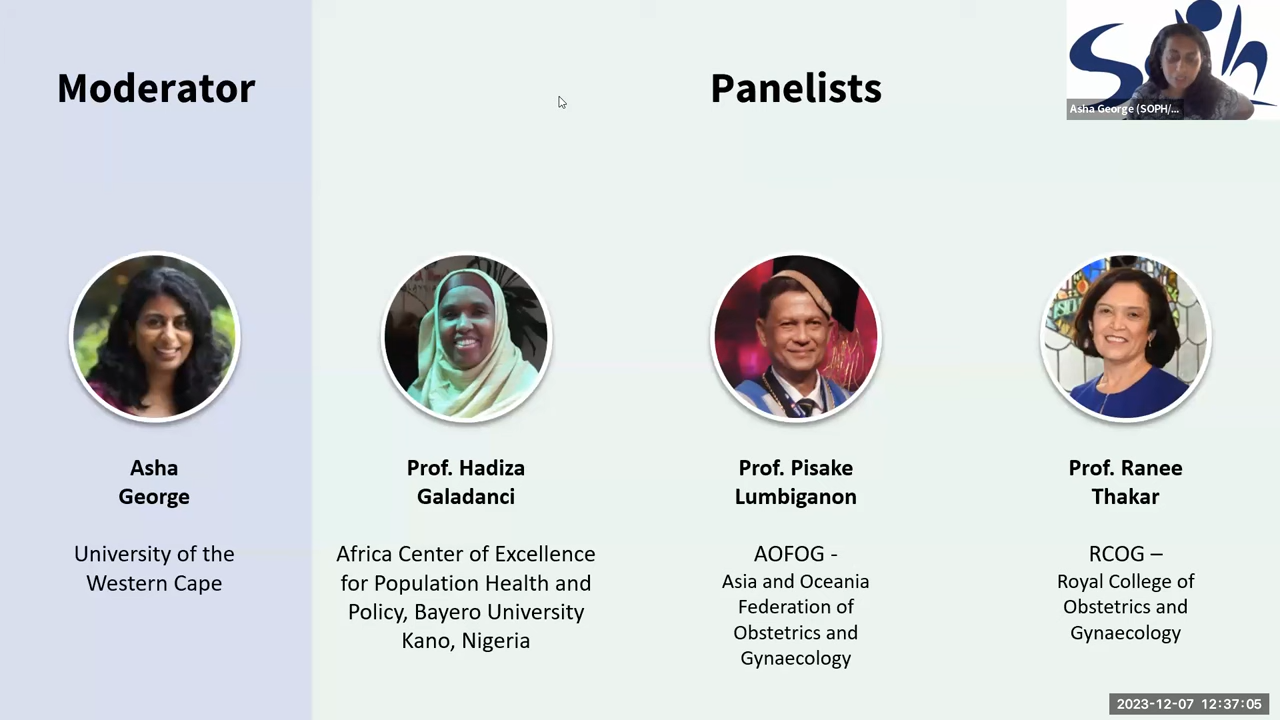 Moderator
Panelists
Soph
Asha George (SOPH/...
Asha
George
University of the
Western Cape
Prof. Hadiza
Galadanci
Africa Center of Excellence
for Population Health and
Policy, Bayero University
Kano, Nigeria
Prof. Pisake
Lumbiganon
AOFOG -
Asia and Oceania
Federation of
Obstetrics and
Gynaecology
Prof. Ranee
Thakar
RCOG –
Royal College of
Obstetrics and
Gynaecology
2023-12-07 12:37:05